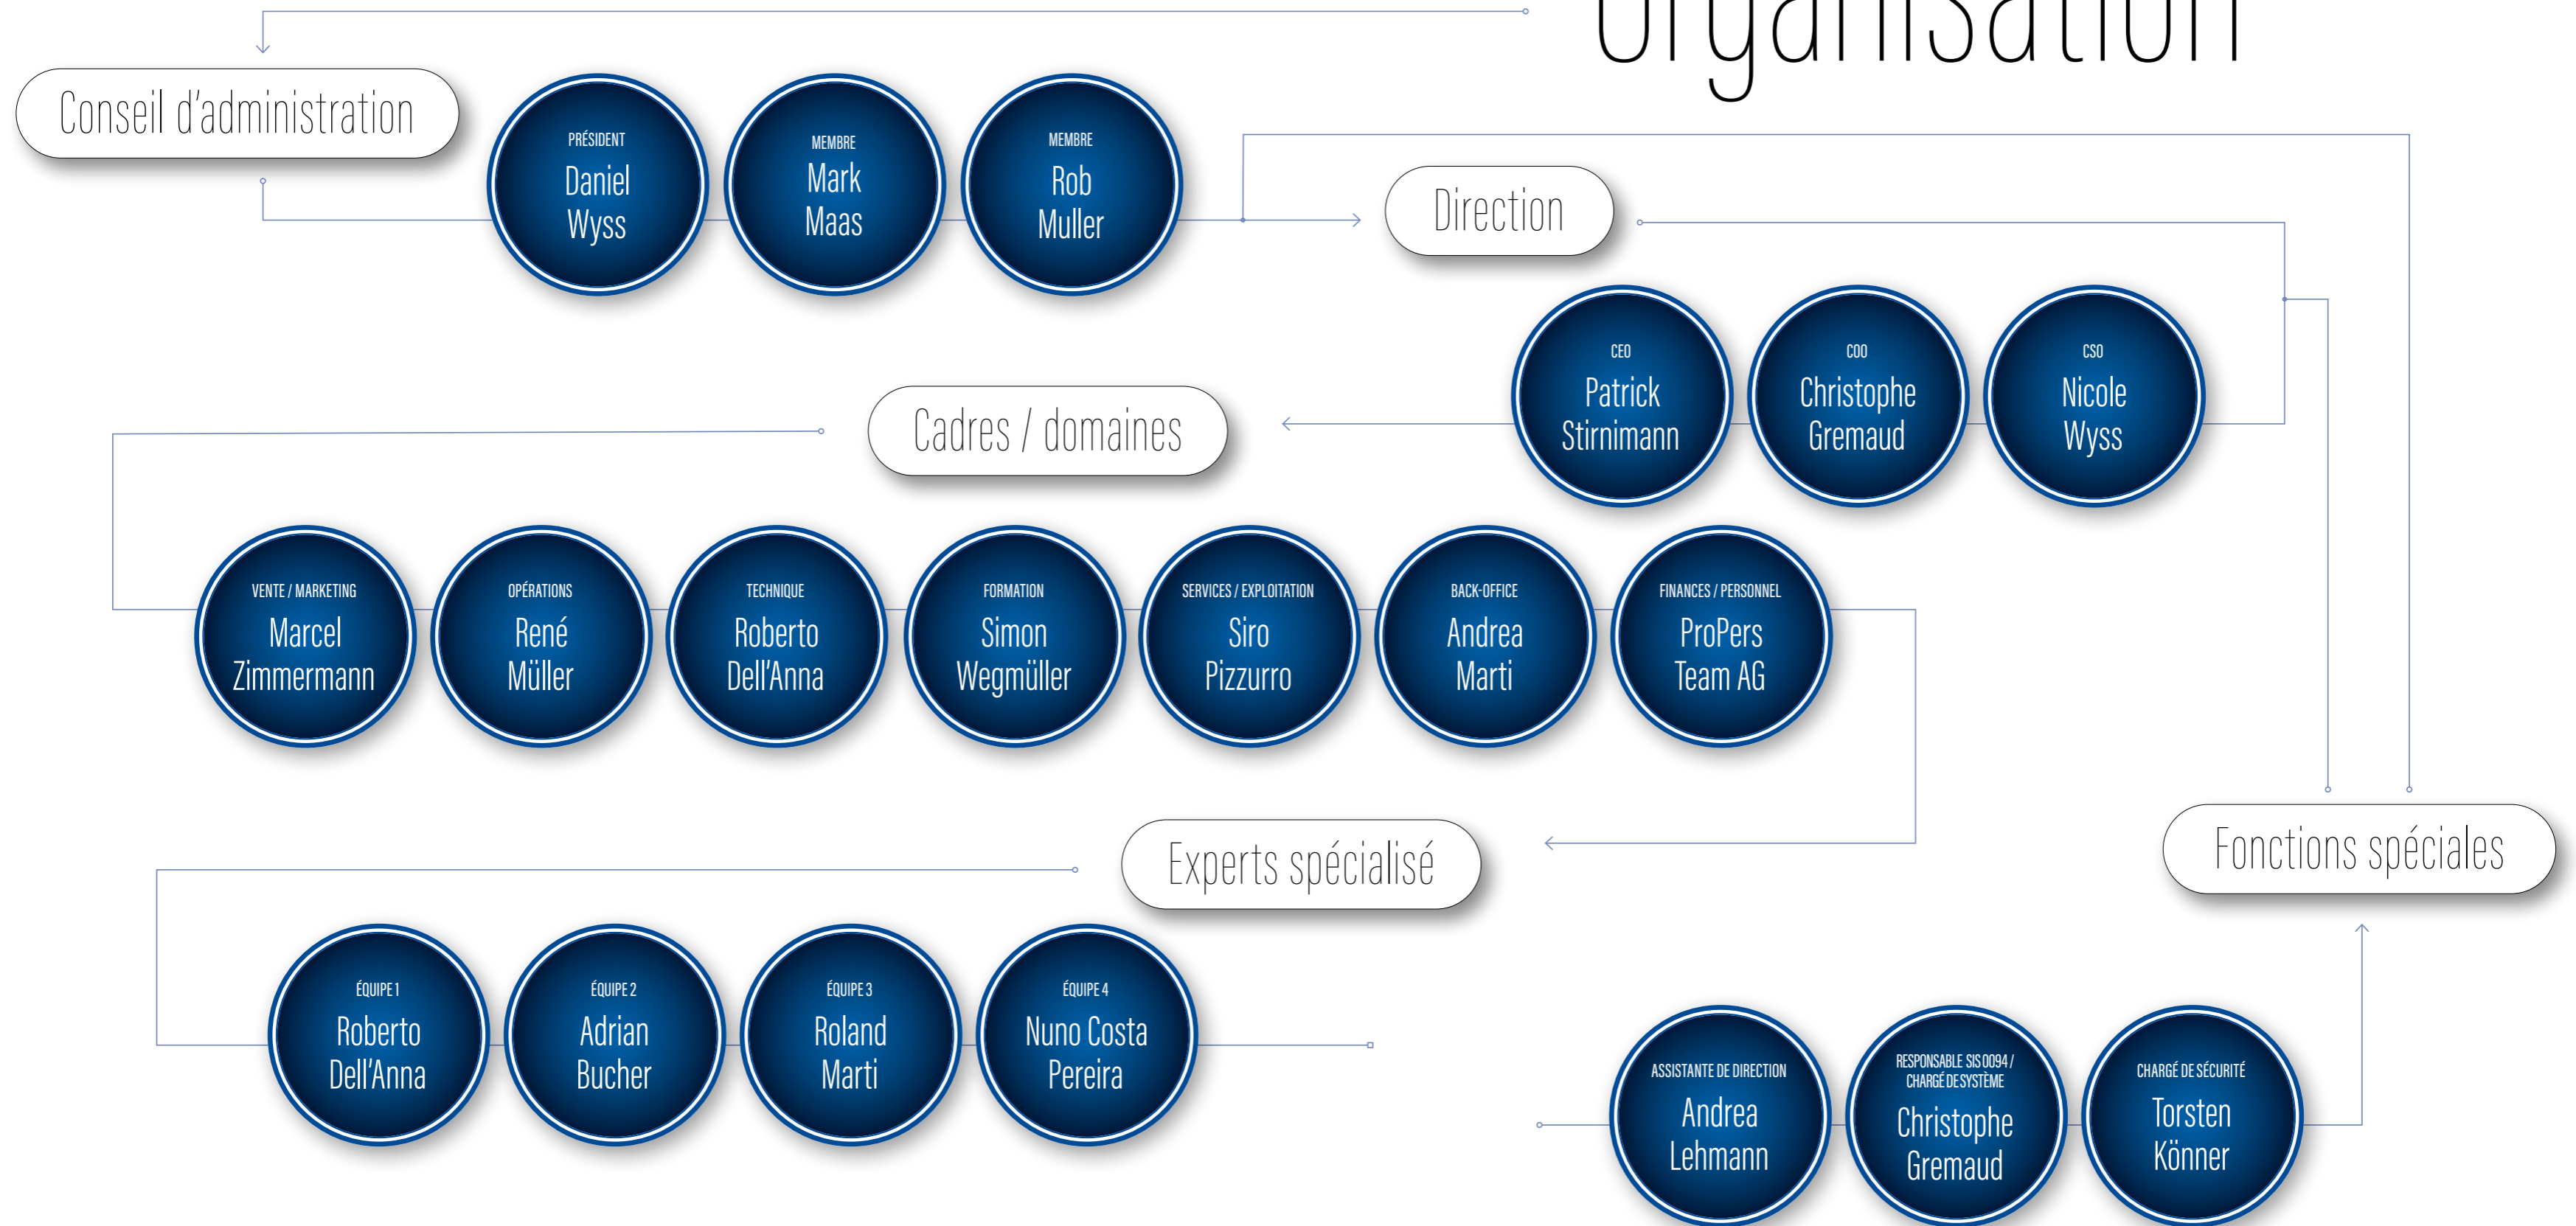 Organisation
Conseil d'administration
PRÉSIDENT
Daniel
Wyss
MEMBRE
Mark
Maas
MEMBRE
Rob
Muller
Direction
CEO
Patrick
Stirnimann
COO
Christophe
Gremaud
CSO
Nicole
Wyss
Cadres / domaines
VENTE / MARKETING
Marcel
Zimmermann
OPÉRATIONS
René
Müller
TECHNIQUE
Roberto
Dell'Anna
FORMATION
Simon
Wegmüller
SERVICES / EXPLOITATION
Siro
Pizzurro
BACK-OFFICE
Andrea
Marti
FINANCES / PERSONNEL
ProPers
Team AG
Experts spécialisé
ÉQUIPE 1
Roberto
Dell'Anna
ÉQUIPE 2
Adrian
Bucher
ÉQUIPE 3
Roland
Marti
ÉQUIPE 4
Nuno Costa
Pereira
Fonctions spéciales
ASSISTANTE DE DIRECTION
Andrea
Lehmann
RESPONSABLE SIS 0094 /
CHARGÉ DE SYSTÈME
Christophe
Gremaud
CHARGÉ DE SÉCURITÉ
Torsten
Könner